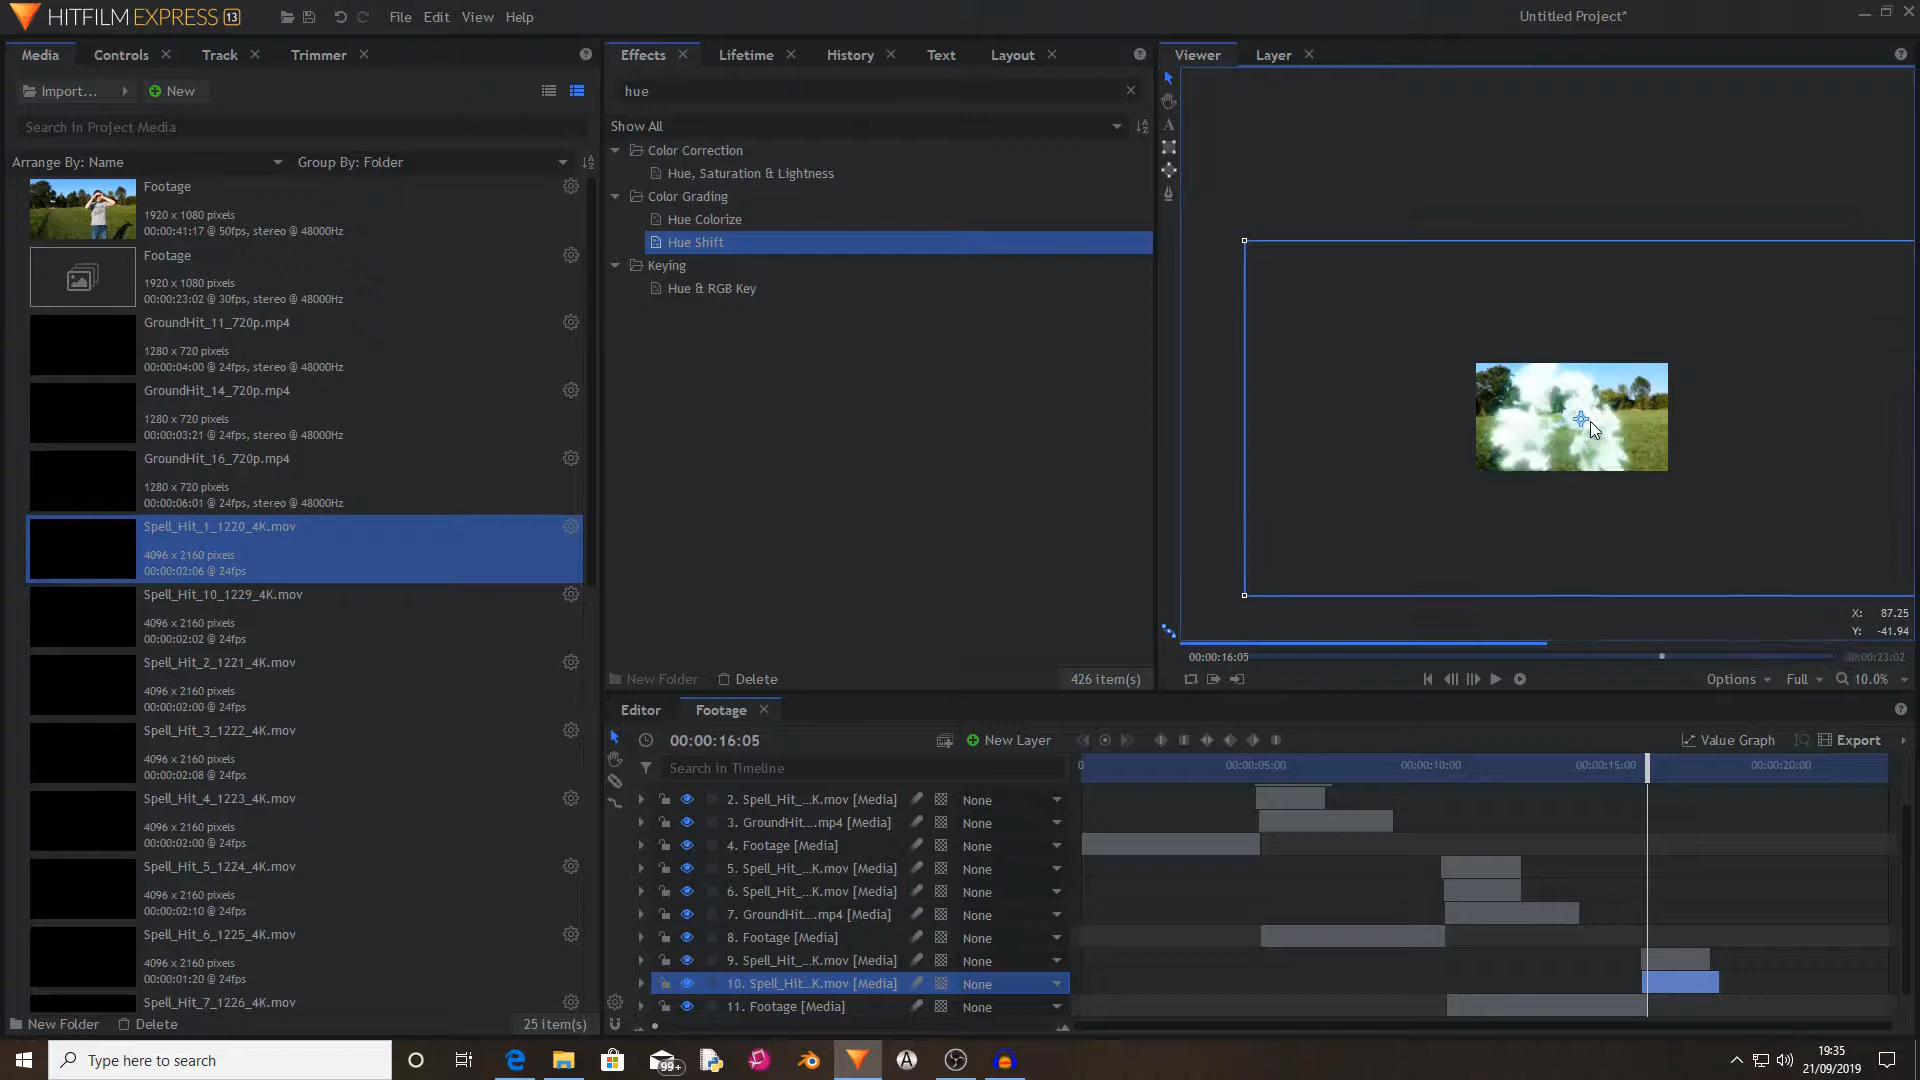 HITFILM EXPRESS 13
File Edit View Help
Untitled Project*
Media Controls Track Trimmer
Import... New
Search in Project Media
Arrange By: Name Group By: Folder
Footage
1920 x 1080 pixels
00:00:41:17 @ 50fps, stereo @ 48000Hz
Footage
1920 x 1080 pixels
00:00:23:02 @ 30fps, stereo @ 48000Hz
GroundHit_11_720p.mp4
1280 x 720 pixels
00:00:04:00 @ 24fps, stereo @ 48000Hz
GroundHit_14_720p.mp4
1280 x 720 pixels
00:00:03:21 @ 24fps, stereo @ 48000Hz
GroundHit_16_720p.mp4
1280 x 720 pixels
00:00:06:01 @ 24fps, stereo @ 48000Hz
Spell_Hit_1_1220_4K.mov
4096 x 2160 pixels
00:00:02:06 @ 24fps
Spell_Hit_10_1229_4K.mov
4096 x 2160 pixels
00:00:02:02 @ 24fps
Spell_Hit_2_1221_4K.mov
4096 x 2160 pixels
00:00:02:00 @ 24fps
Spell_Hit_3_1222_4K.mov
4096 x 2160 pixels
00:00:02:08 @ 24fps
Spell_Hit_4_1223_4K.mov
4096 x 2160 pixels
00:00:02:00 @ 24fps
Spell_Hit_5_1224_4K.mov
4096 x 2160 pixels
00:00:02:10 @ 24fps
Spell_Hit_6_1225_4K.mov
4096 x 2160 pixels
00:00:01:20 @ 24fps
Spell_Hit_7_1226_4K.mov
New Folder Delete 25 item(s)
Effects Lifetime History Text Layout
hue
Show All
Color Correction
Hue, Saturation & Lightness
Color Grading
Hue Colorize
Hue Shift
Keying
Hue & RGB Key
New Folder Delete 426 item(s)
Viewer Layer
A
X: 87.25
Y: -41.94
00:00:16:05 00:00:23:02
Options Full 10.0%
Editor Footage
00:00:16:05 New Layer Value Graph Export
Search in Timeline
0 00:00:05:00 00:00:10:00 00:00:15:00 00:00:20:00
2. Spell_Hit_...K.mov [Media] None
3. GroundHit....mp4 [Media] None
4. Footage [Media] None
5. Spell_Hit_...K.mov [Media] None
6. Spell_Hit_...K.mov [Media] None
7. GroundHit....mp4 [Media] None
8. Footage [Media] None
9. Spell_Hit_...K.mov [Media] None
10. Spell_Hit...K.mov [Media] None
11. Footage [Media] None
Type here to search
99+
A
19:35
21/09/2019